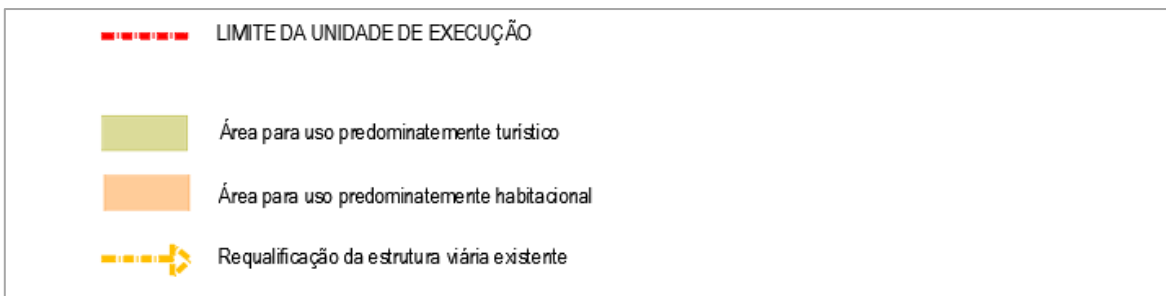 LIMITE DA UNIDADE DE EXECUÇÃO
Área para uso predominatemente turístico
Área para uso predominatemente habitacional
Requalificação da estrutura viária existente